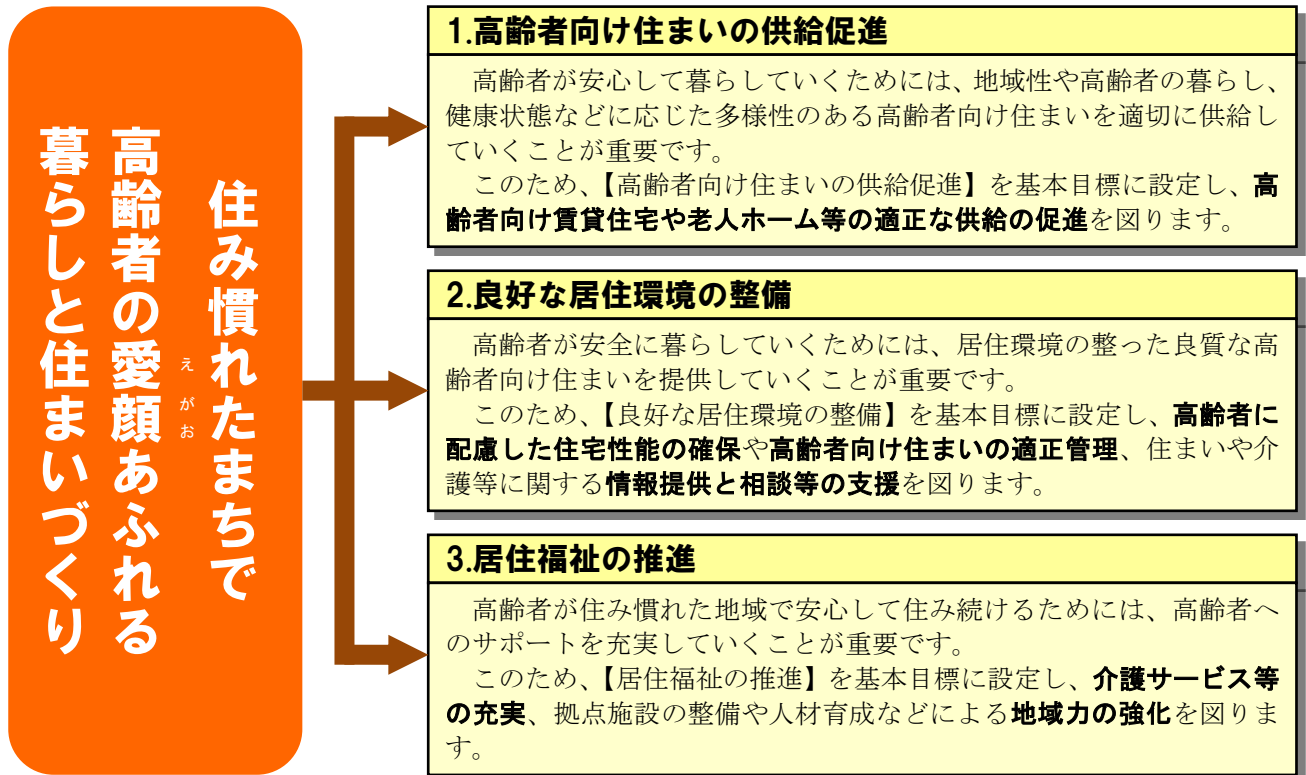 住み慣れたまちで
高齢者の愛顔あふれる
えがお
暮らしと住まいづくり
1.高齢者向け住まいの供給促進
高齢者が安心して暮らしていくためには、地域性や高齢者の暮らし、
健康状態などに応じた多様性のある高齢者向け住まいを適切に供給し
ていくことが重要です。
このため、【高齢者向け住まいの供給促進】を基本目標に設定し、高
齢者向け賃貸住宅や老人ホーム等の適正な供給の促進を図ります。
2.良好な居住環境の整備
高齢者が安全に暮らしていくためには、居住環境の整った良質な高
齢者向け住まいを提供していくことが重要です。
このため、【良好な居住環境の整備】を基本目標に設定し、高齢者に
配慮した住宅性能の確保や高齢者向け住まいの適正管理、住まいや介
護等に関する情報提供と相談等の支援を図ります。
3.居住福祉の推進
高齢者が住み慣れた地域で安心して住み続けるためには、高齢者へ
のサポートを充実していくことが重要です。
このため、【居住福祉の推進】を基本目標に設定し、介護サービス等
の充実、拠点施設の整備や人材育成などによる地域力の強化を図りま
す。